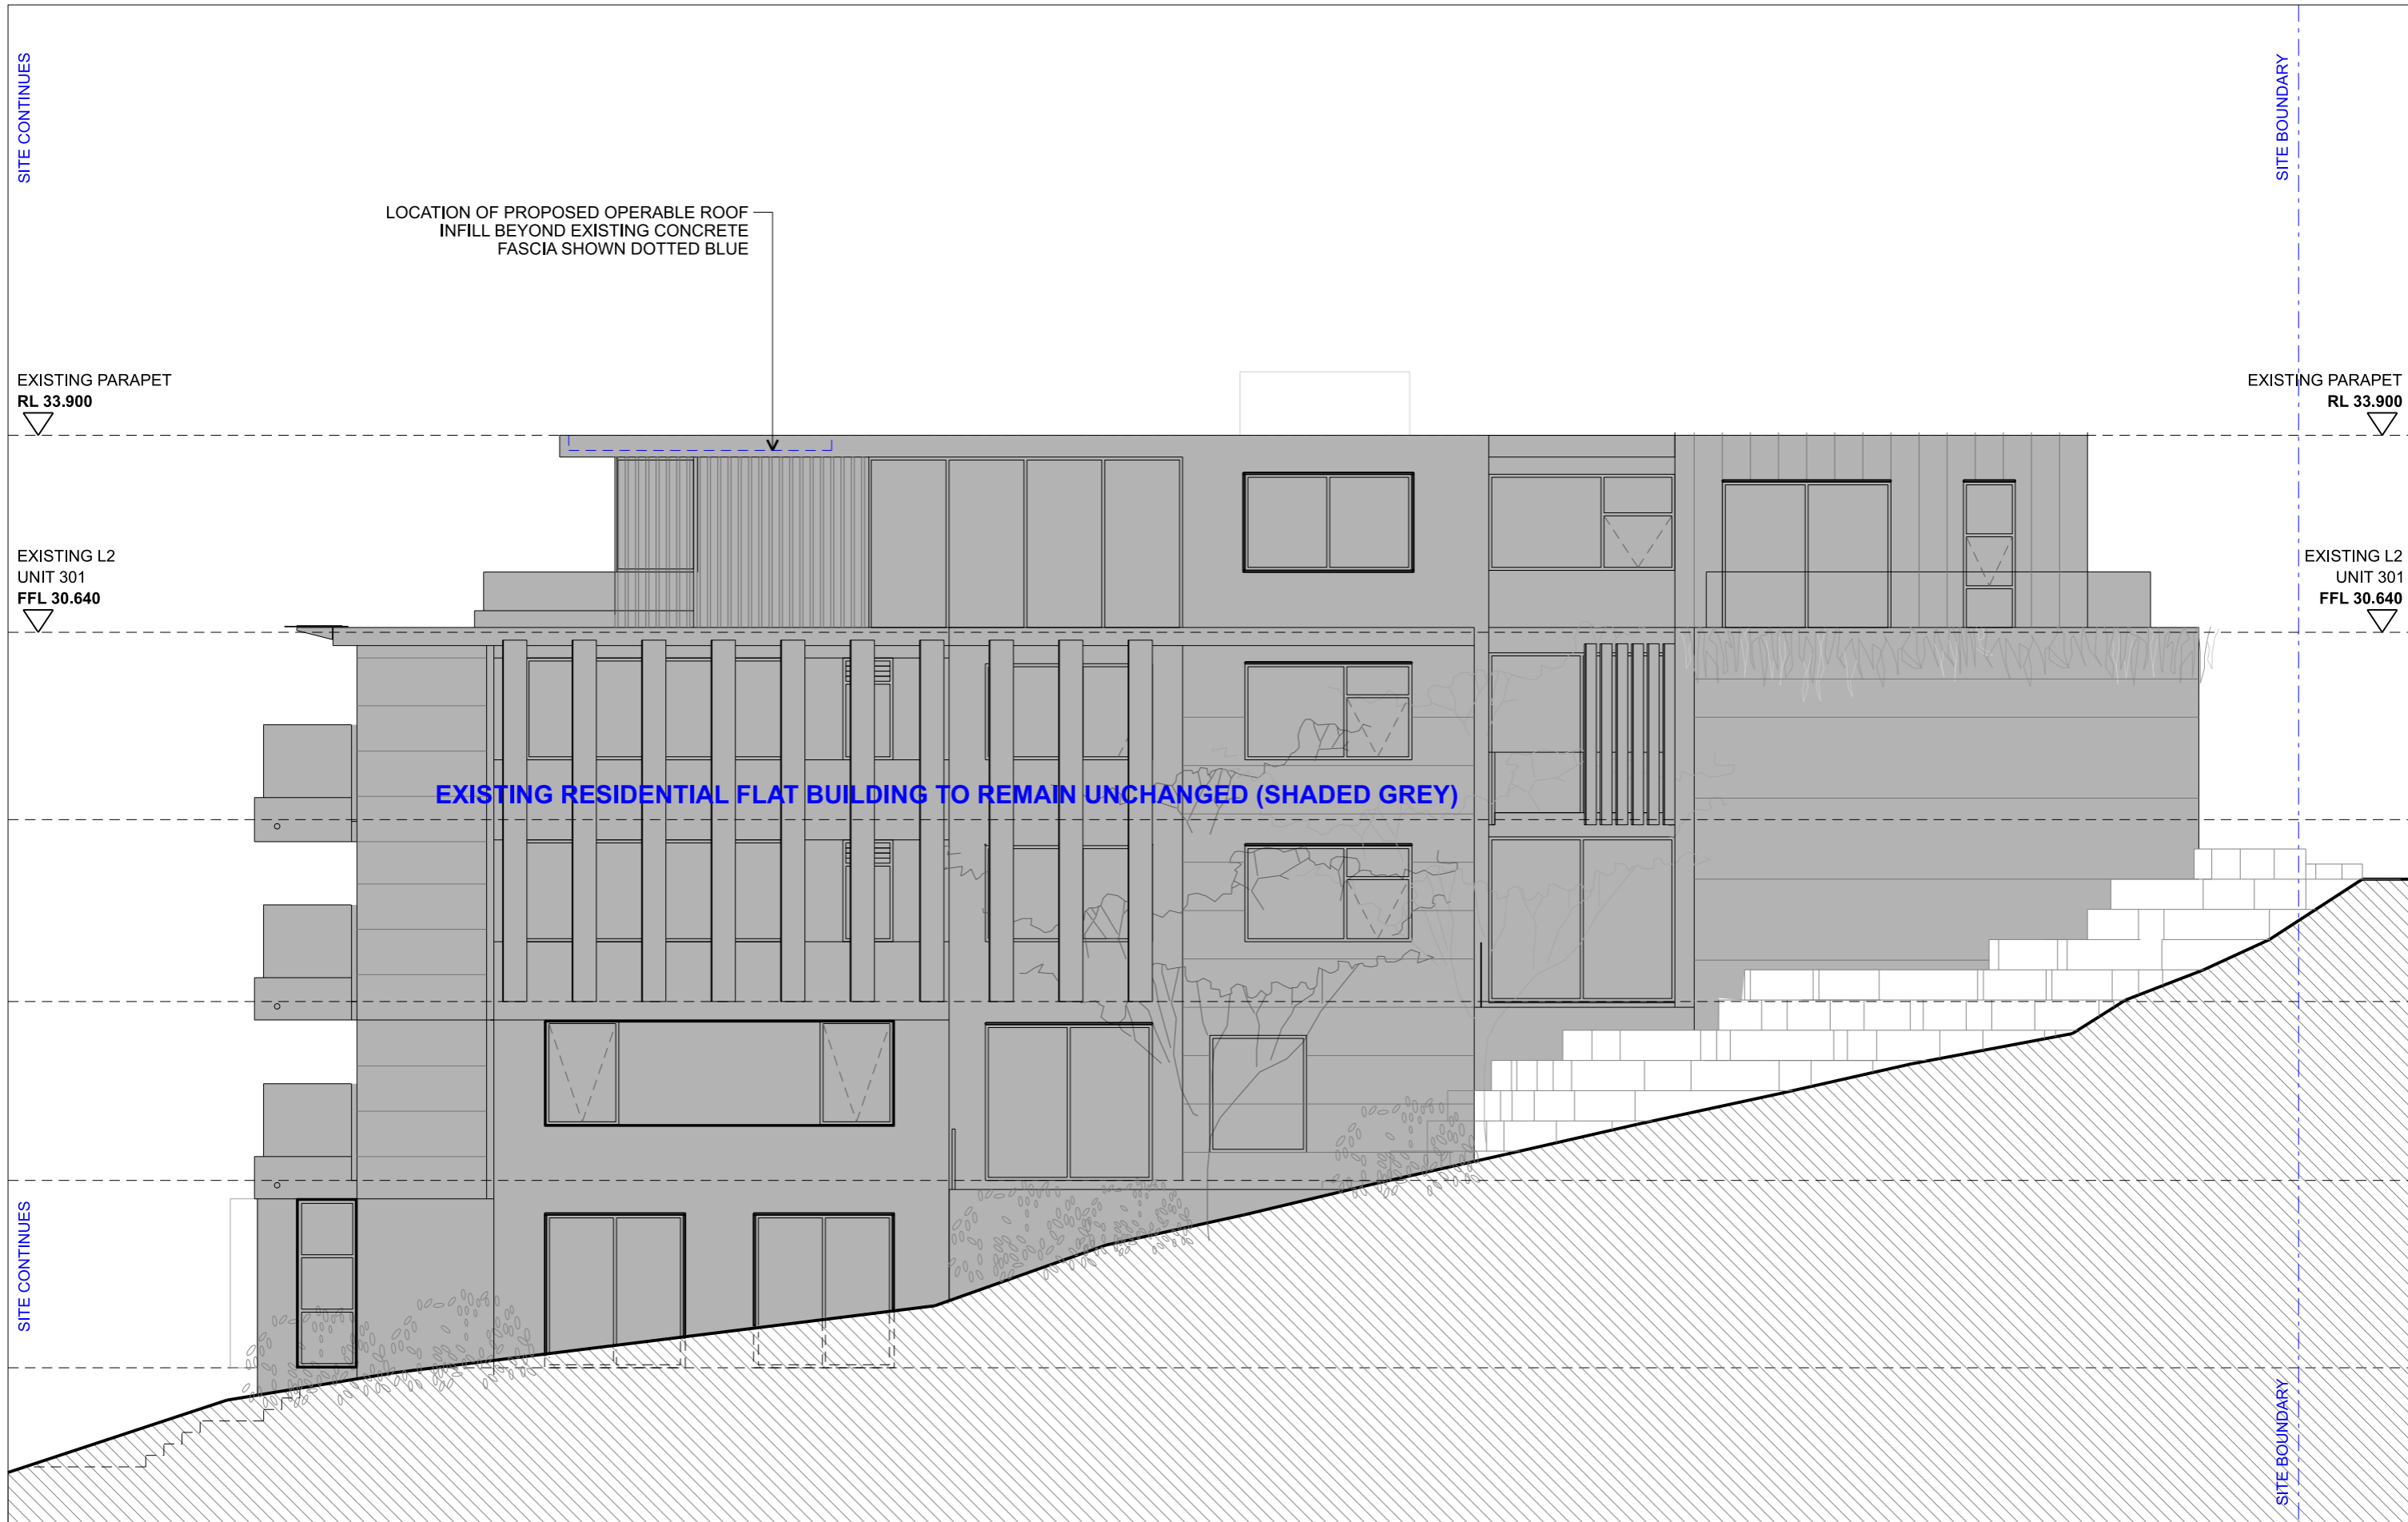 SITE CONTINUES
SITE BOUNDARY
LOCATION OF PROPOSED OPERABLE ROOF
INFILL BEYOND EXISTING CONCRETE
FASCIA SHOWN DOTTED BLUE
EXISTING PARAPET
RL 33.900
EXISTING PARAPET
RL 33.900
EXISTING L2
UNIT 301
FFL 30.640
EXISTING L2
UNIT 301
FFL 30.640
EXISTING RESIDENTIAL FLAT BUILDING TO REMAIN UNCHANGED (SHADED GREY)
SITE CONTINUES
SITE BOUNDARY